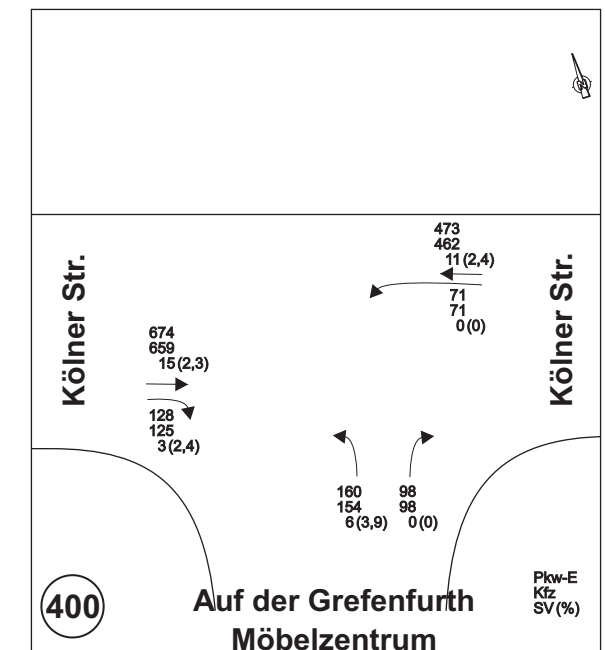 473
462
11 (2,4)
71
71
0 (0)
Kölner Str.
Kölner Str.
674
659
15 (2,3)
128
125
3 (2,4)
160
154
6 (3,9)
98
98
0 (0)
Pkw-E
Kfz
SV (%)
400
Auf der Grefenfurth
Möbelzentrum